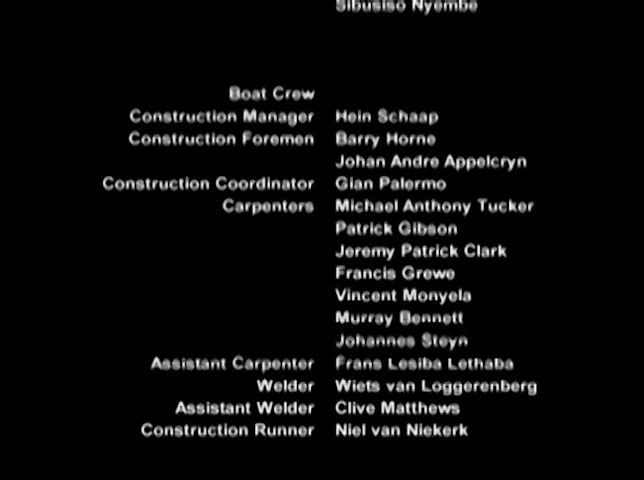 Sibusiso Nyembe
Boat Crew
Construction Manager Hein Schaap
Construction Foremen Barry Horne
Johan Andre Appelcryn
Construction Coordinator Gian Palermo
Carpenters Michael Anthony Tucker
Patrick Gibson
Jeremy Patrick Clark
Francis Grewe
Vincent Monyela
Murray Bennett
Johannes Steyn
Assistant Carpenter Frans Lesiba Lethaba
Welder Wiets van Loggerenberg
Assistant Welder Clive Matthews
Construction Runner Niel van Niekerk